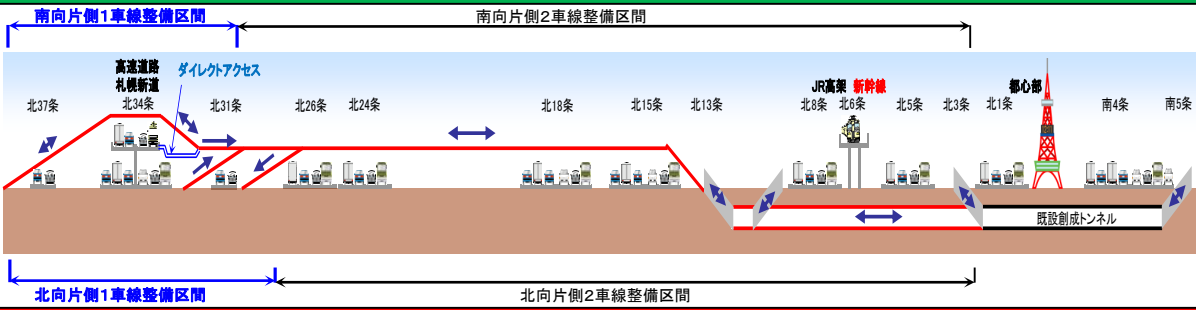 南向片側1車線整備区間
南向片側2車線整備区間
高速道路
札幌新道
ダイレクトアクセス
JR高架 新幹線
都心部
北37条
北34条
北31条
北26条
北24条
北18条
北15条
北13条
北8条
北6条
北5条
北3条
北1条
南4条
南5条
既設創成トンネル
北向片側1車線整備区間
北向片側2車線整備区間